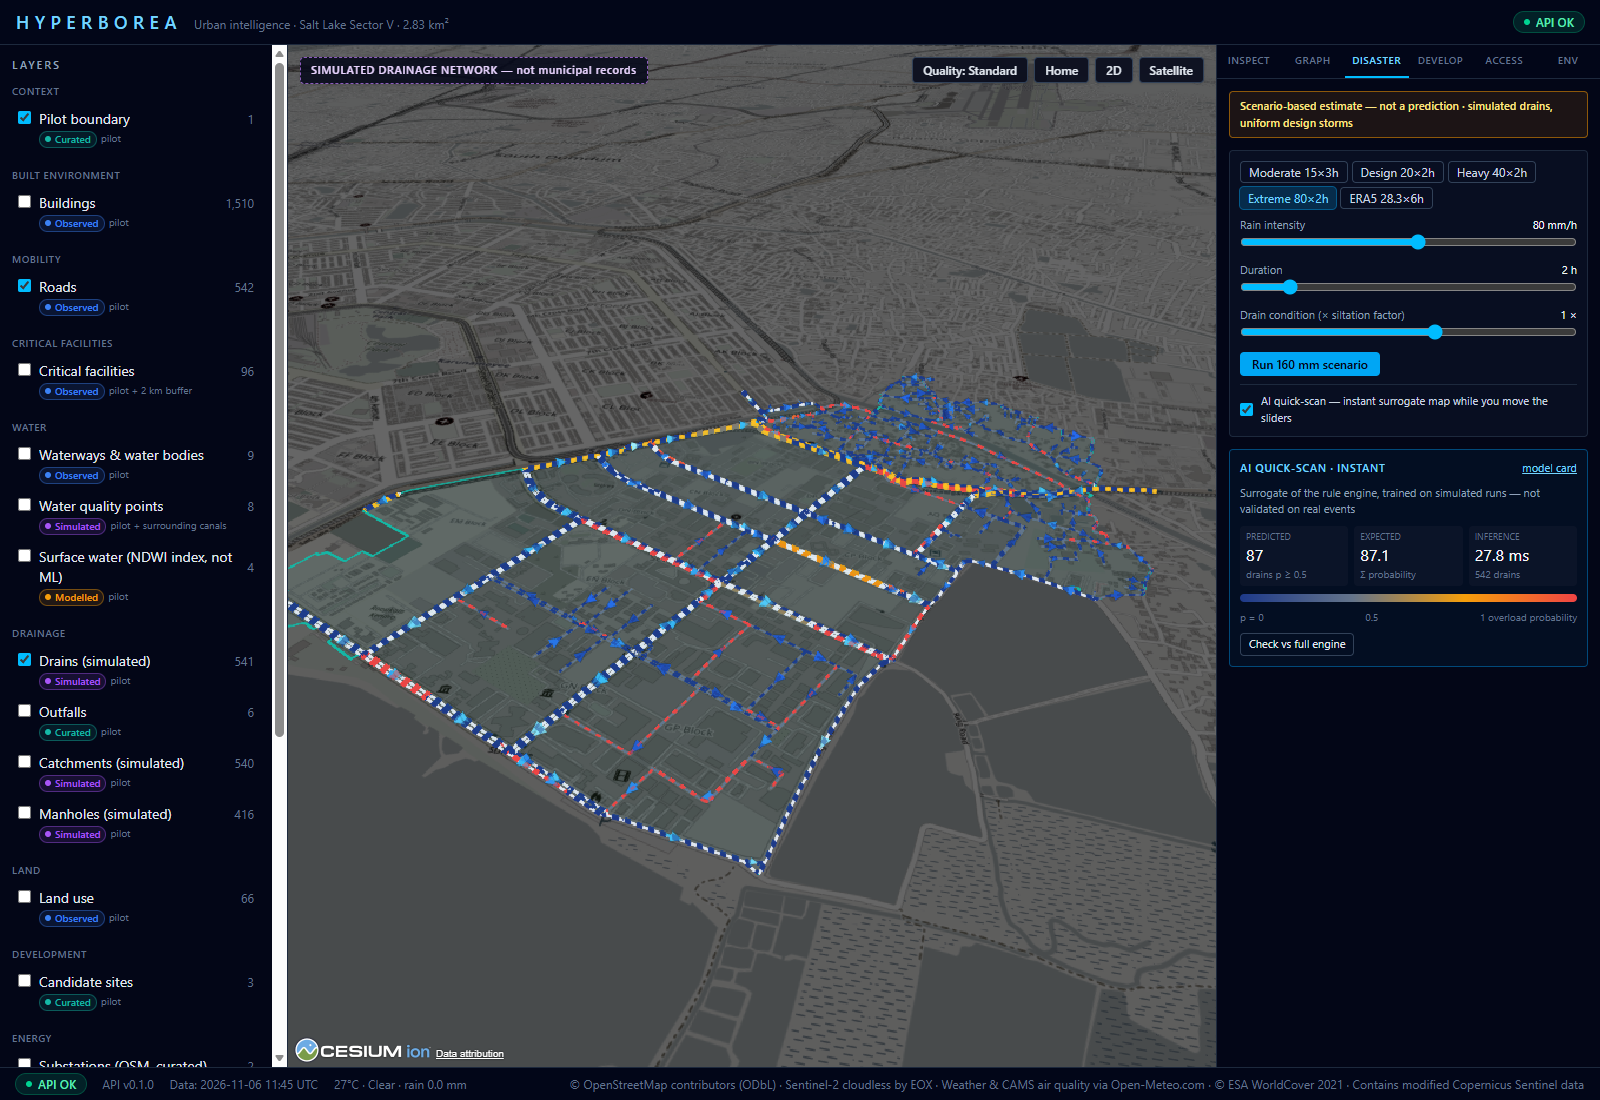 HYPERBOREA
Urban intelligence · Salt Lake Sector V · 2.83 km²
API OK
LAYERS
CONTEXT
Pilot boundary 1
Curated pilot
BUILT ENVIRONMENT
Buildings 1,510
Observed pilot
MOBILITY
Roads 542
Observed pilot
CRITICAL FACILITIES
Critical facilities 96
Observed pilot + 2 km buffer
WATER
Waterways & water bodies 9
Observed pilot
Water quality points 8
Simulated pilot + surrounding canals
Surface water (NDWI index, not
ML) 4
Modelled pilot
DRAINAGE
Drains (simulated) 541
Simulated pilot
Outfalls 6
Curated pilot
Catchments (simulated) 540
Simulated pilot
Manholes (simulated) 416
Simulated pilot
LAND
Land use 66
Observed pilot
DEVELOPMENT
Candidate sites 3
Curated pilot
ENERGY
Substations (OSM, curated) 2
SIMULATED DRAINAGE NETWORK — not municipal records
Quality: Standard
Home
2D
Satellite
GP Block
CESIUM ion
Data attribution
INSPECT GRAPH DISASTER DEVELOP ACCESS ENV
Scenario-based estimate — not a prediction · simulated drains,
uniform design storms
Moderate 15×3h Design 20×2h Heavy 40×2h
Extreme 80×2h ERA5 28.3×6h
Rain intensity 80 mm/h
Duration 2 h
Drain condition (× siltation factor) 1 ×
Run 160 mm scenario
AI quick-scan — instant surrogate map while you move the
sliders
AI QUICK-SCAN · INSTANT model card
Surrogate of the rule engine, trained on simulated runs — not
validated on real events
PREDICTED EXPECTED INFERENCE
87 87.1 27.8 ms
drains p ≥ 0.5 Σ probability 542 drains
p = 0 0.5 1 overload probability
Check vs full engine
API OK
API v0.1.0
Data: 2026-11-06 11:45 UTC
27°C · Clear · rain 0.0 mm
© OpenStreetMap contributors (ODbL) · Sentinel-2 cloudless by EOX · Weather & CAMS air quality via Open-Meteo.com · © ESA WorldCover 2021 · Contains modified Copernicus Sentinel data